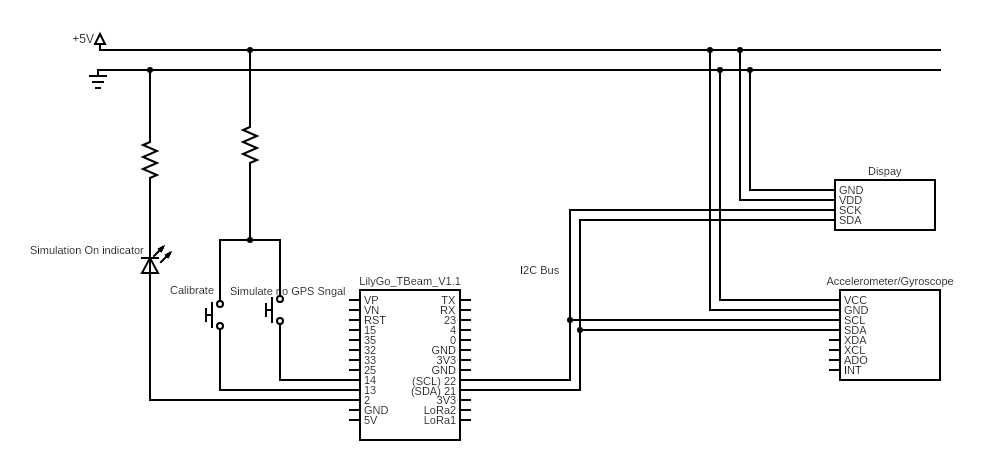 +5V
Dispay
GND
VDD
SCK
SDA
Simulation On indicator
I2C Bus
Calibrate
Simulate no GPS Sngal
LilyGo_TBeam_V1.1
VP TX
VN RX
RST 23
15 4
35 0
32 GND
33 3V3
25 GND
14 (SCL) 22
13 (SDA) 21
2 3V3
GND LoRa2
5V LoRa1
Accelerometer/Gyroscope
VCC
GND
SCL
SDA
XDA
XCL
ADO
INT